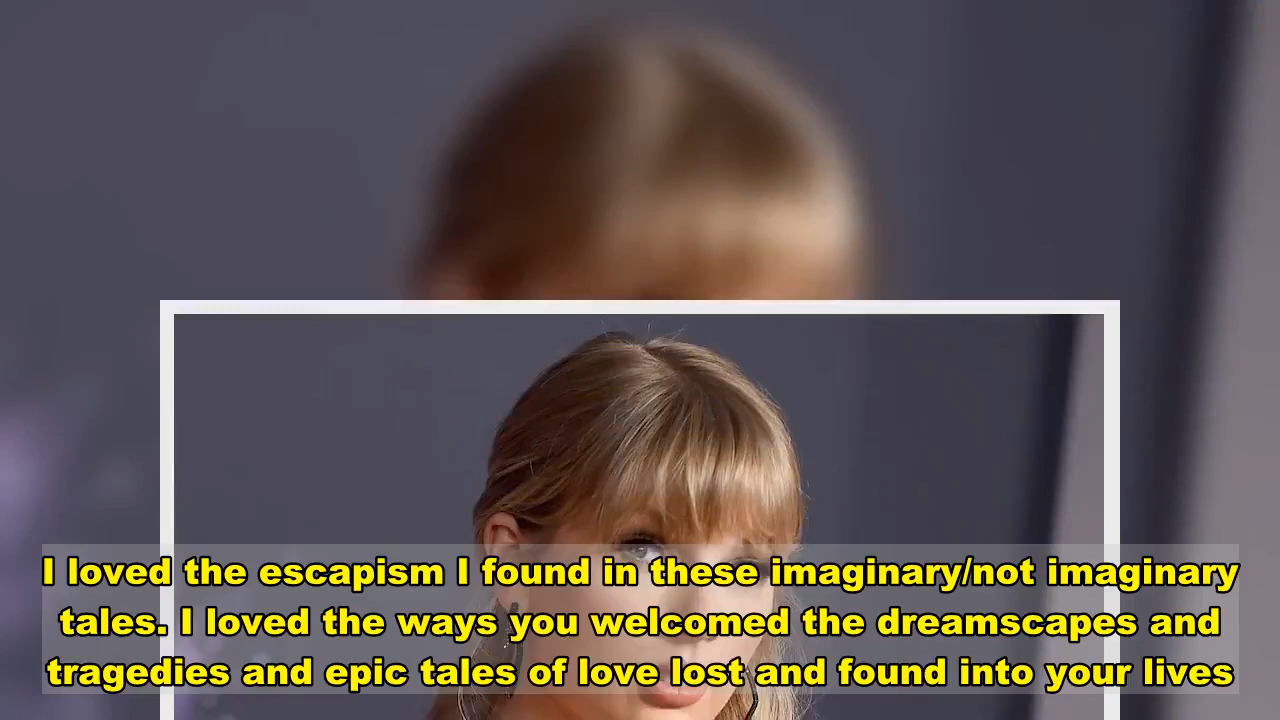 I loved the escapism I found in these imaginary/not imaginary
tales. I loved the ways you welcomed the dreamscapes and
tragedies and epic tales of love lost and found into your lives